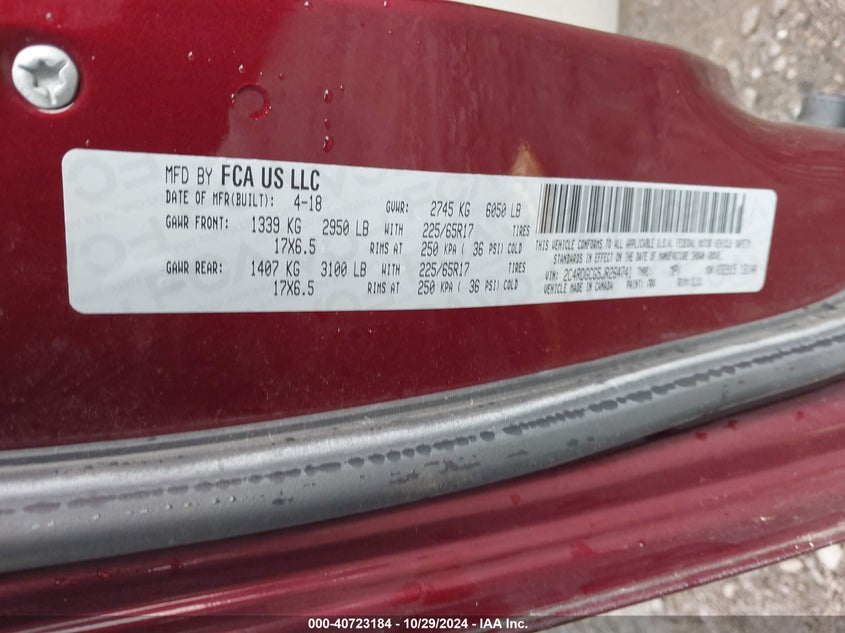 MFD BY FCA US LLC
DATE OF MFR(BUILT): 4-18 GVWR: 2745 KG 6050 LB
GAWR FRONT: 1339 KG 2950 LB WITH 225/65R17 TIRES
17X6.5 RIMS AT 250 KPA ( 36 PSI) COLD
GAWR REAR: 1407 KG 3100 LB WITH 225/65R17 TIRES
17X6.5 RIMS AT 250 KPA ( 36 PSI) COLD
THIS VEHICLE CONFORMS TO ALL APPLICABLE U.S.A. FEDERAL MOTOR VEHICLE SAFETY
STANDARDS IN EFFECT ON THE DATE OF MANUFACTURE SHOWN ABOVE.
TYPE: MPV
VEHICLE MADE IN CANADA PAINT: TRIM:
000-40723184 - 10/29/2024 - IAA Inc.